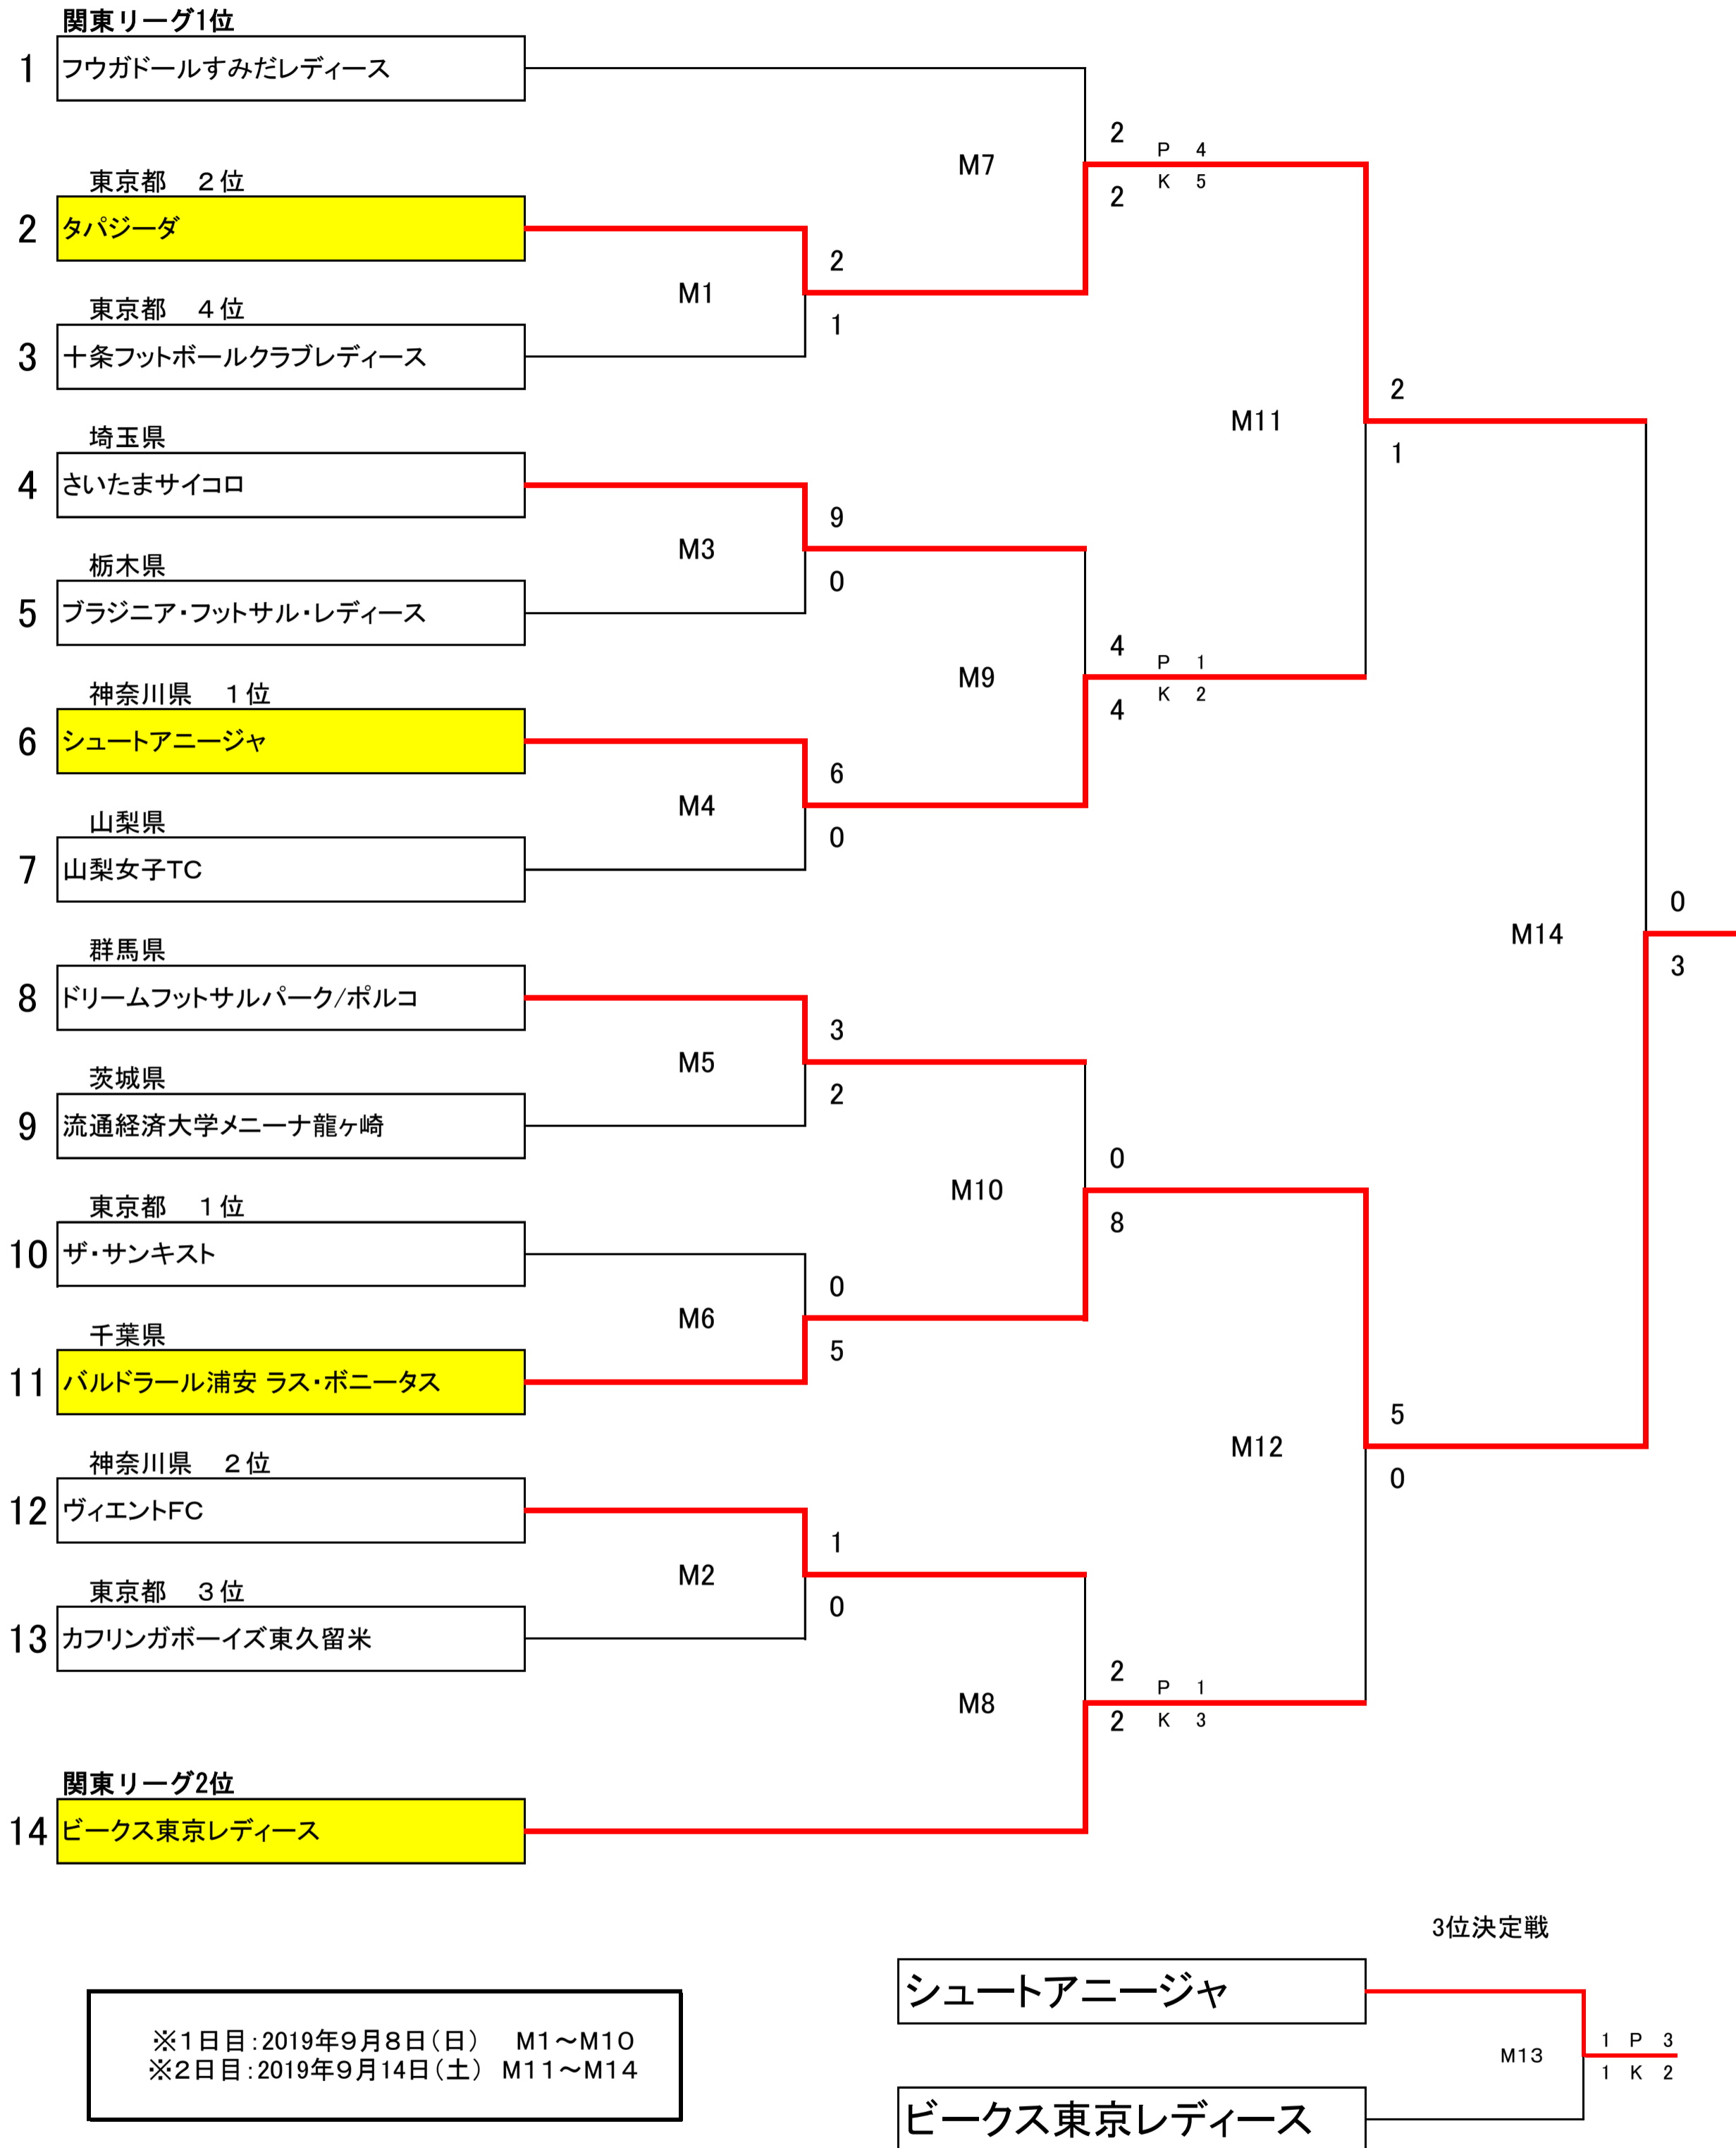 関東リーグ1位
1 フウガドールすみだレディース
2 P 4
M7
K 5
2
東京都 2位
2 タパジーダ
2
M1
1
東京都 4位
3 十条フットボールクラブレディース
2
M11
1
埼玉県
4 さいたまサイコロ
9
M3
0
栃木県
5 ブラジニア・フットサル・レディース
4 P 1
M9
K 2
4
神奈川県 1位
6 シュートアニージャ
6
M4
0
山梨県
7 山梨女子TC
0
M14
3
群馬県
8 ドリームフットサルパーク/ポルコ
3
M5
2
茨城県
9 流通経済大学メニーナ龍ヶ崎
0
M10
8
東京都 1位
10 ザ・サンキスト
0
M6
5
千葉県
11 バルドラール浦安 ラス・ボニータス
5
M12
0
神奈川県 2位
12 ヴィエントFC
1
M2
0
東京都 3位
13 カフリンガボーイズ東久留米
2 P 1
M8
2 K 3
関東リーグ2位
14 ビークス東京レディース
3位決定戦
シュートアニージャ
※1日目:2019年9月8日(日) M1～M10
※2日目:2019年9月14日(土) M11～M14
1 P 3
M13
1 K 2
ビークス東京レディース